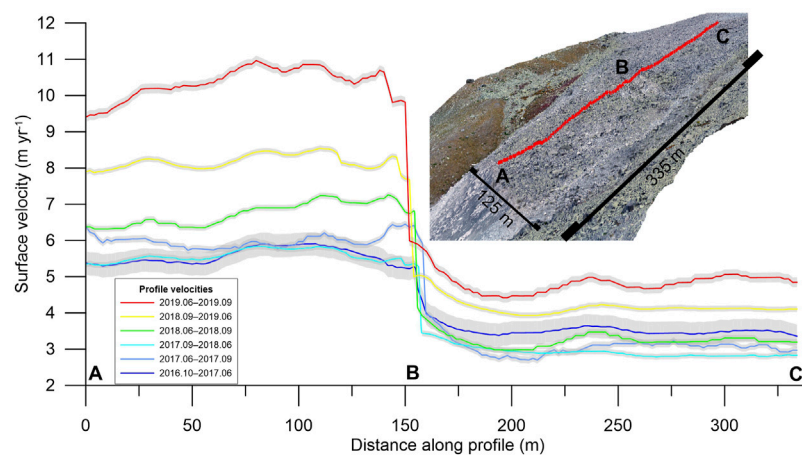 12
11
10
9
8
7
6
5
4
3
2
Surface velocity (m yr⁻¹)
A
B
C
125 m
335 m
Profile velocities
2019.06–2019.09
2018.09–2019.06
2018.06–2018.09
2017.09–2018.06
2017.06–2017.09
2016.10–2017.06
A
B
C
0
50
100
150
200
250
300
Distance along profile (m)